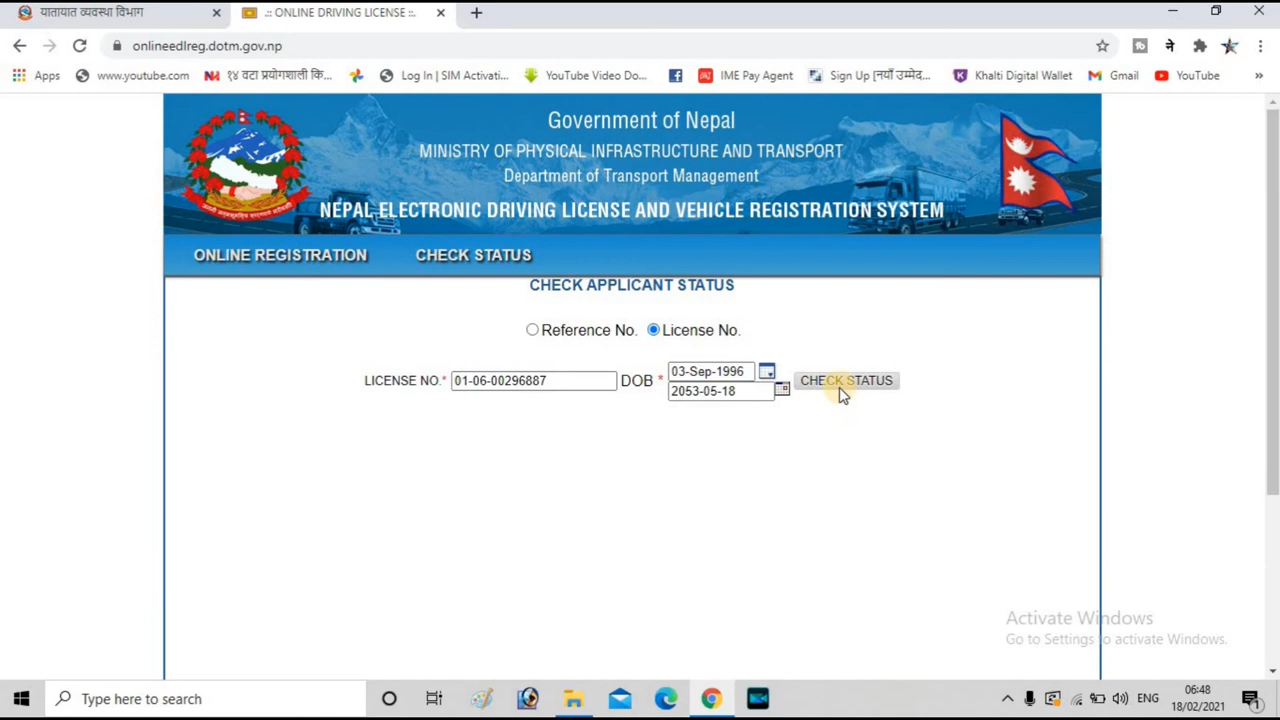 यातायात व्यवस्था विभाग
.:: ONLINE DRIVING LICENSE ::.
onlineedlreg.dotm.gov.np
Apps www.youtube.com १४ वटा प्रयोगशाली कि... Log In | SIM Activati... YouTube Video Do... IME Pay Agent Sign Up [नयाँ उम्मेद... Khalti Digital Wallet Gmail YouTube »
Government of Nepal
MINISTRY OF PHYSICAL INFRASTRUCTURE AND TRANSPORT
Department of Transport Management
NEPAL ELECTRONIC DRIVING LICENSE AND VEHICLE REGISTRATION SYSTEM
ONLINE REGISTRATION CHECK STATUS
CHECK APPLICANT STATUS
Reference No. License No.
LICENSE NO.* 01-06-00296887 DOB * 03-Sep-1996 CHECK STATUS
2053-05-18
Activate Windows
Go to Settings to activate Windows.
Type here to search
ENG
06:48
18/02/2021
1